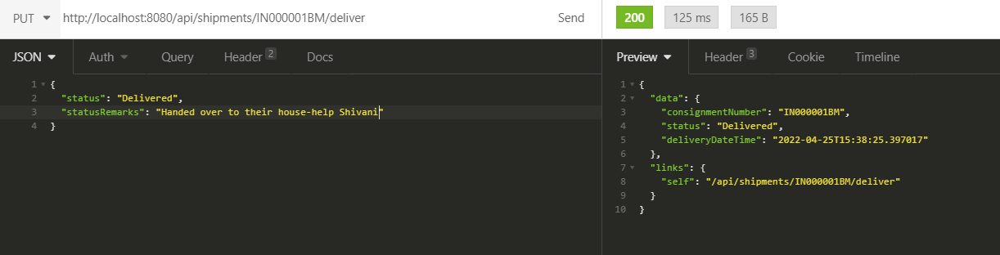 PUT http://localhost:8080/api/shipments/IN000001BM/deliver Send
200 125 ms 165 B
JSON Auth Query Header 2 Docs
Preview Header 3 Cookie Timeline
1 {
2 "status": "Delivered",
3 "statusRemarks": "Handed over to their house-help Shivani"
4 }
1 {
2 "data": {
3 "consignmentNumber": "IN000001BM",
4 "status": "Delivered",
5 "deliveryDateTime": "2022-04-25T15:38:25.397017"
6 },
7 "links": {
8 "self": "/api/shipments/IN000001BM/deliver"
9 }
10 }